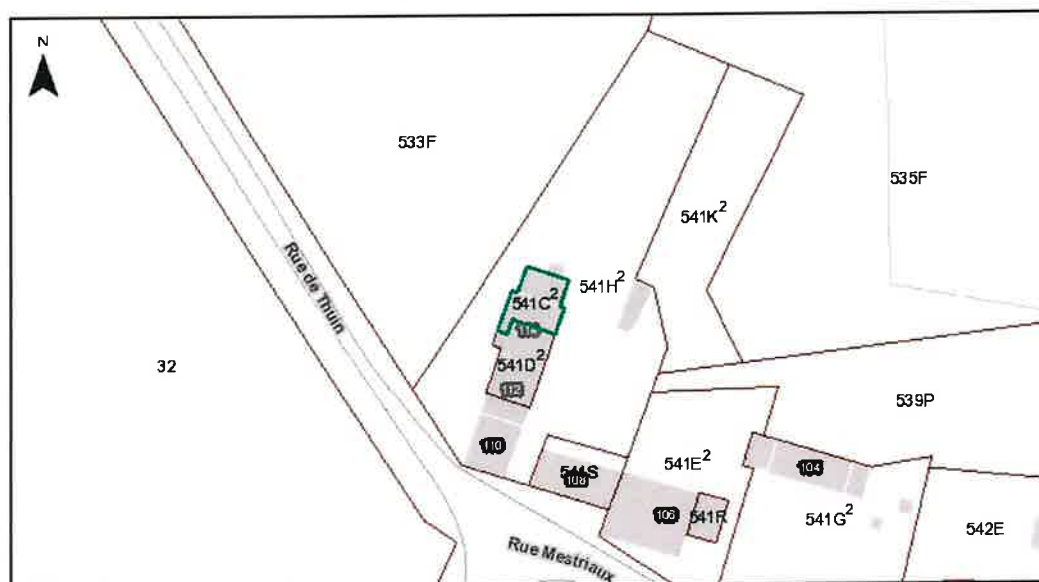 N
533F
535F
541K²
Rue de Thuin
541H²
541C²
32
541D²
112
539P
110
541E²
104
541S
108
106
541R
541G²
542E
Rue Mestriaux